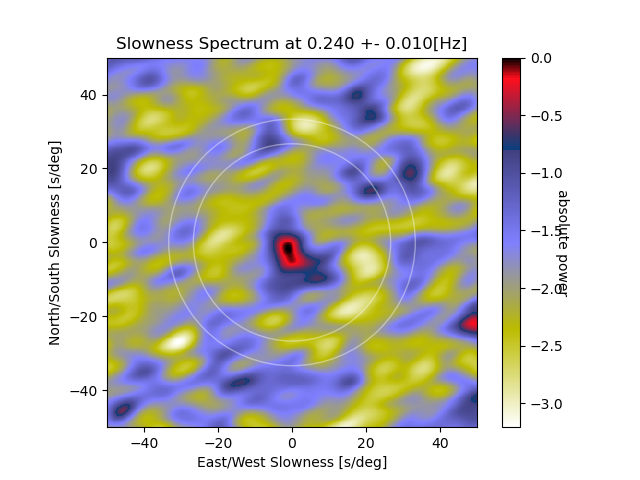 Slowness Spectrum at 0.240 +- 0.010[Hz]
North/South Slowness [s/deg]
40
20
0
−20
−40
−40 −20 0 20 40
East/West Slowness [s/deg]
0.0
−0.5
−1.0
−1.5
−2.0
−2.5
−3.0
absolute power